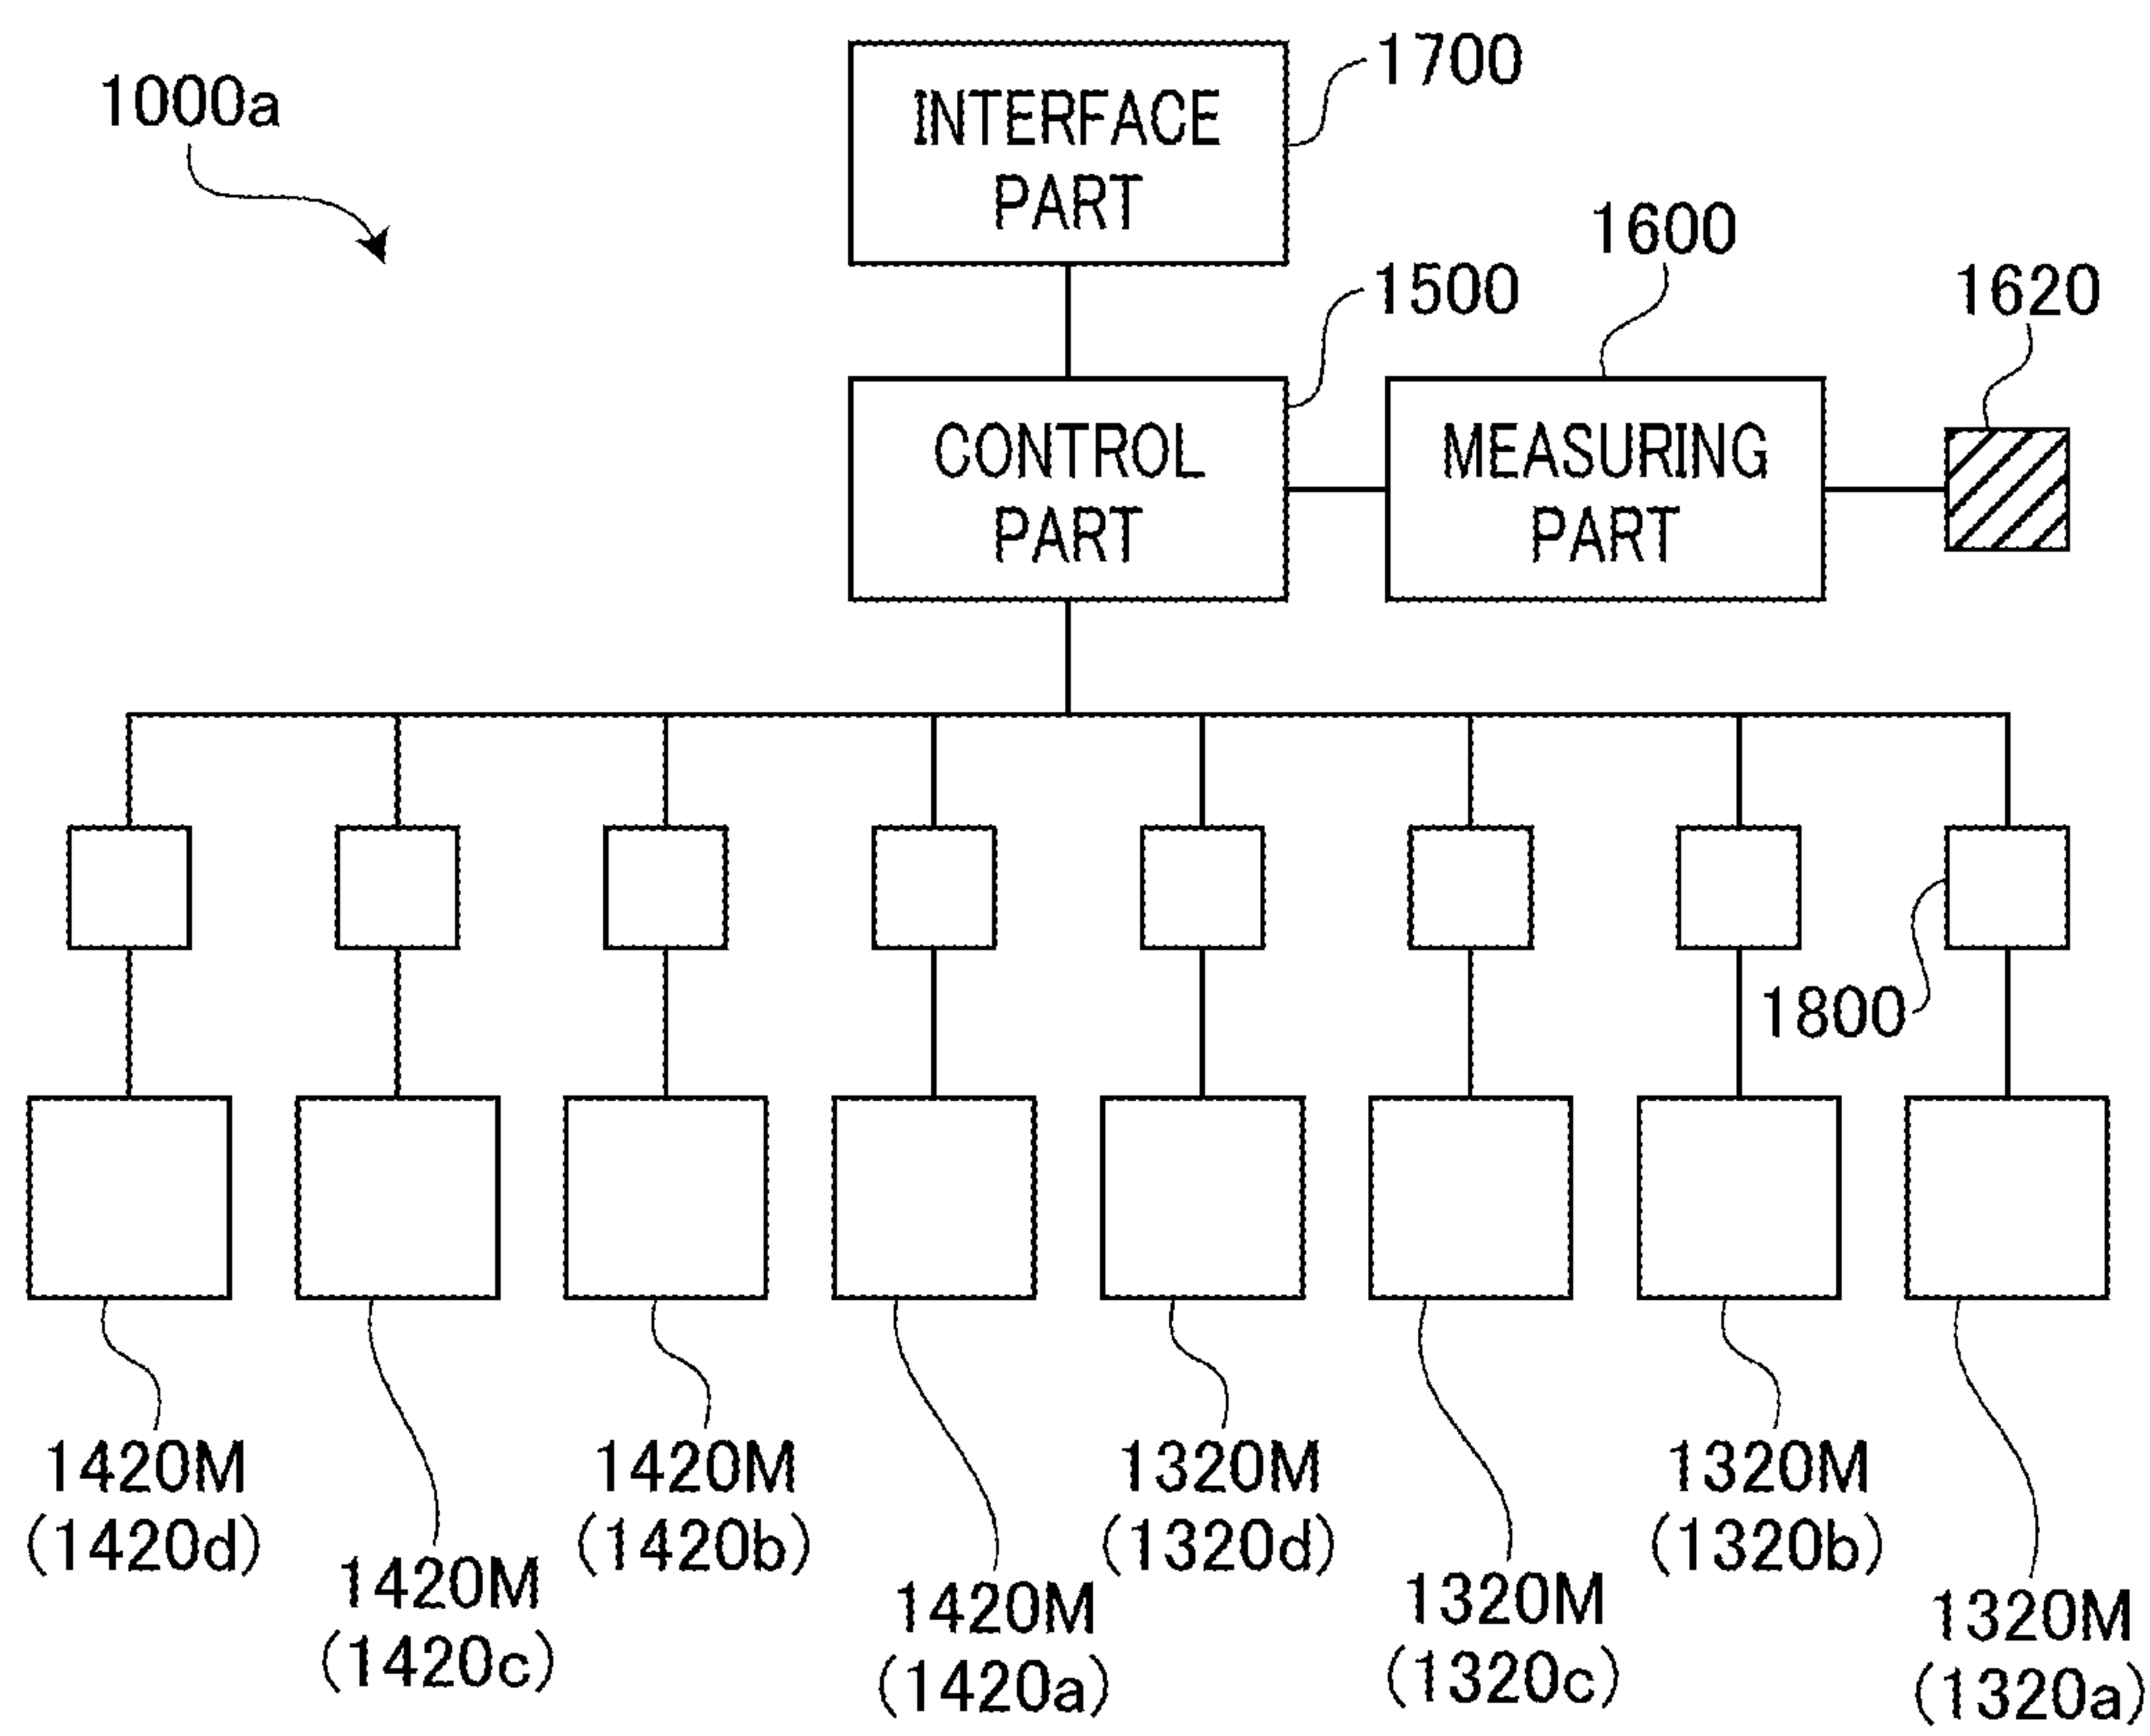 1000a
INTERFACE
PART
1700
1500
1600
1620
CONTROL
PART
MEASURING
PART
1800
1420M
(1420d)
1420M
(1420c)
1420M
(1420b)
1420M
(1420a)
1320M
(1320d)
1320M
(1320c)
1320M
(1320b)
1320M
(1320a)